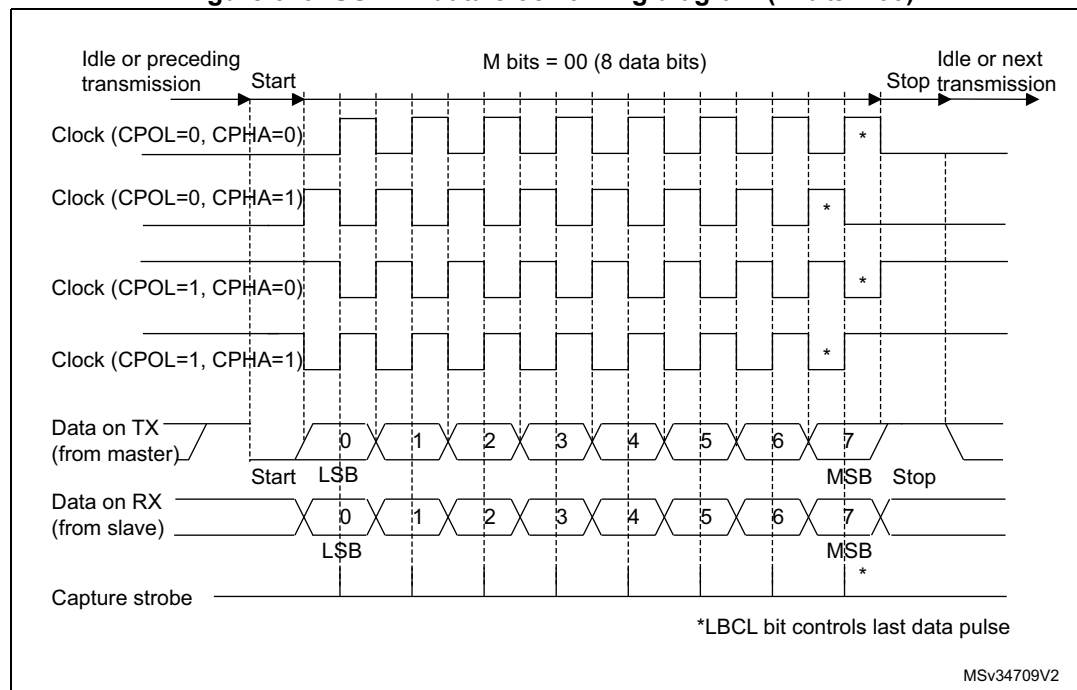 Idle or preceding
transmission
Start
M bits = 00 (8 data bits)
Stop
Idle or next
transmission
Clock (CPOL=0, CPHA=0)
*
Clock (CPOL=0, CPHA=1)
*
Clock (CPOL=1, CPHA=0)
*
Clock (CPOL=1, CPHA=1)
*
Data on TX
(from master)
0 1 2 3 4 5 6 7
Start LSB MSB Stop
Data on RX
(from slave)
0 1 2 3 4 5 6 7
LSB MSB
*
Capture strobe
*LBCL bit controls last data pulse
MSv34709V2